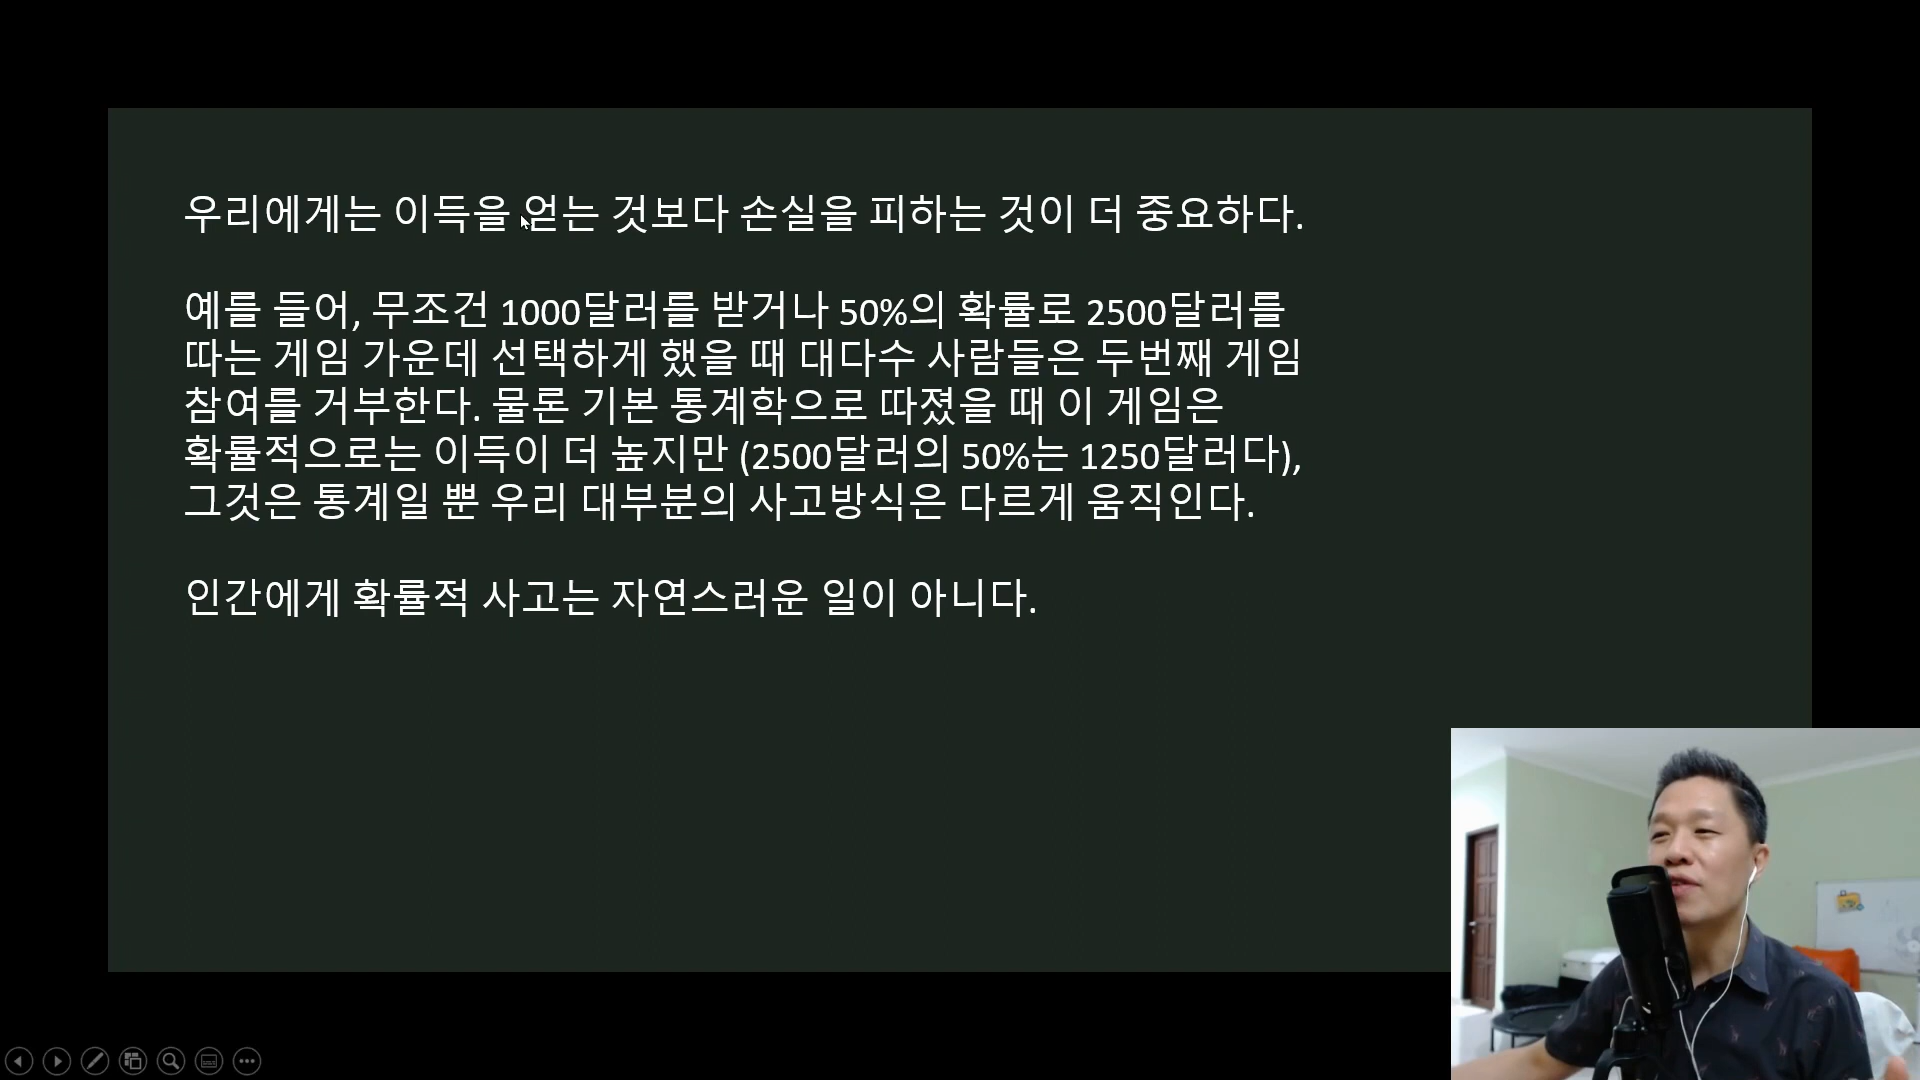 우리에게는 이득을 얻는 것보다 손실을 피하는 것이 더 중요하다.
예를 들어, 무조건 1000달러를 받거나 50%의 확률로 2500달러를
따는 게임 가운데 선택하게 했을 때 대다수 사람들은 두번째 게임
참여를 거부한다. 물론 기본 통계학으로 따졌을 때 이 게임은
확률적으로는 이득이 더 높지만 (2500달러의 50%는 1250달러다),
그것은 통계일 뿐 우리 대부분의 사고방식은 다르게 움직인다.
인간에게 확률적 사고는 자연스러운 일이 아니다.